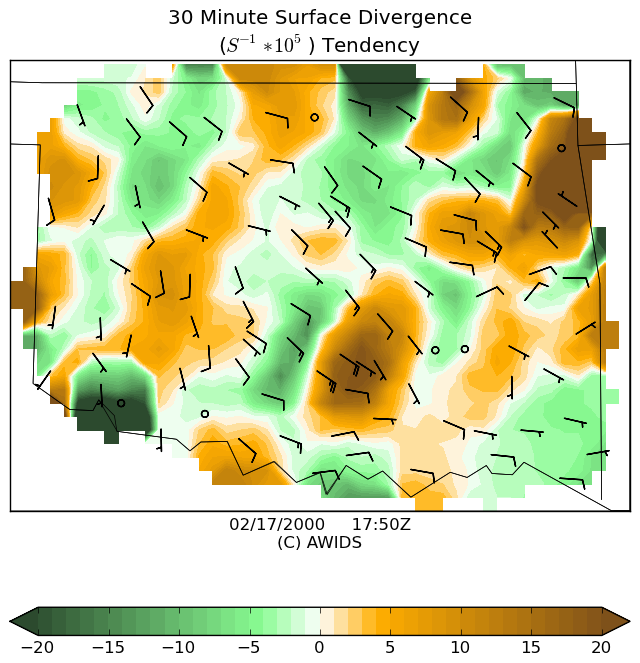 30 Minute Surface Divergence
(S⁻¹ * 10⁵ ) Tendency
02/17/2000 17:50Z
(C) AWIDS
−20 −15 −10 −5 0 5 10 15 20